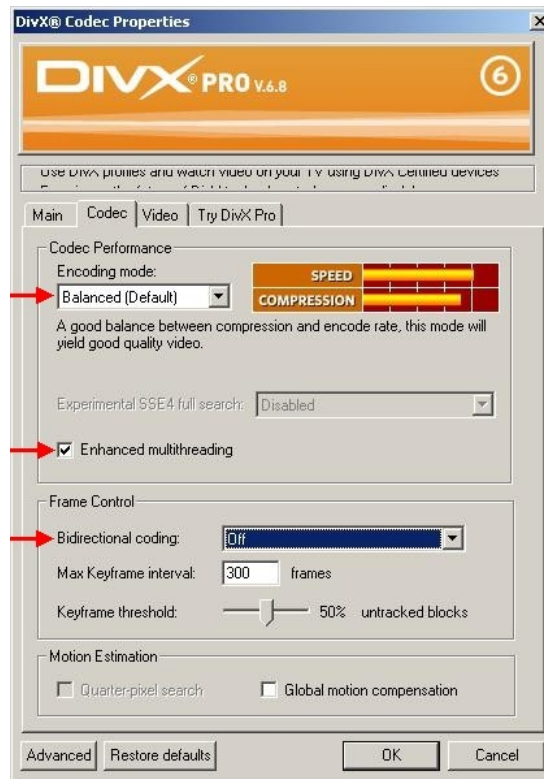 DivX® Codec Properties
DIVX® PRO V.6.8
6
Use DivX profiles and watch video on your TV using DivX Certified devices
Main
Codec
Video
Try DivX Pro
Codec Performance
Encoding mode:
SPEED
Balanced (Default)
COMPRESSION
A good balance between compression and encode rate, this mode will
yield good quality video.
Experimental SSE4 full search: Disabled
Enhanced multithreading
Frame Control
Bidirectional coding: Off
Max Keyframe interval: 300 frames
Keyframe threshold: 50% untracked blocks
Motion Estimation
Quarter-pixel search
Global motion compensation
Advanced
Restore defaults
OK
Cancel